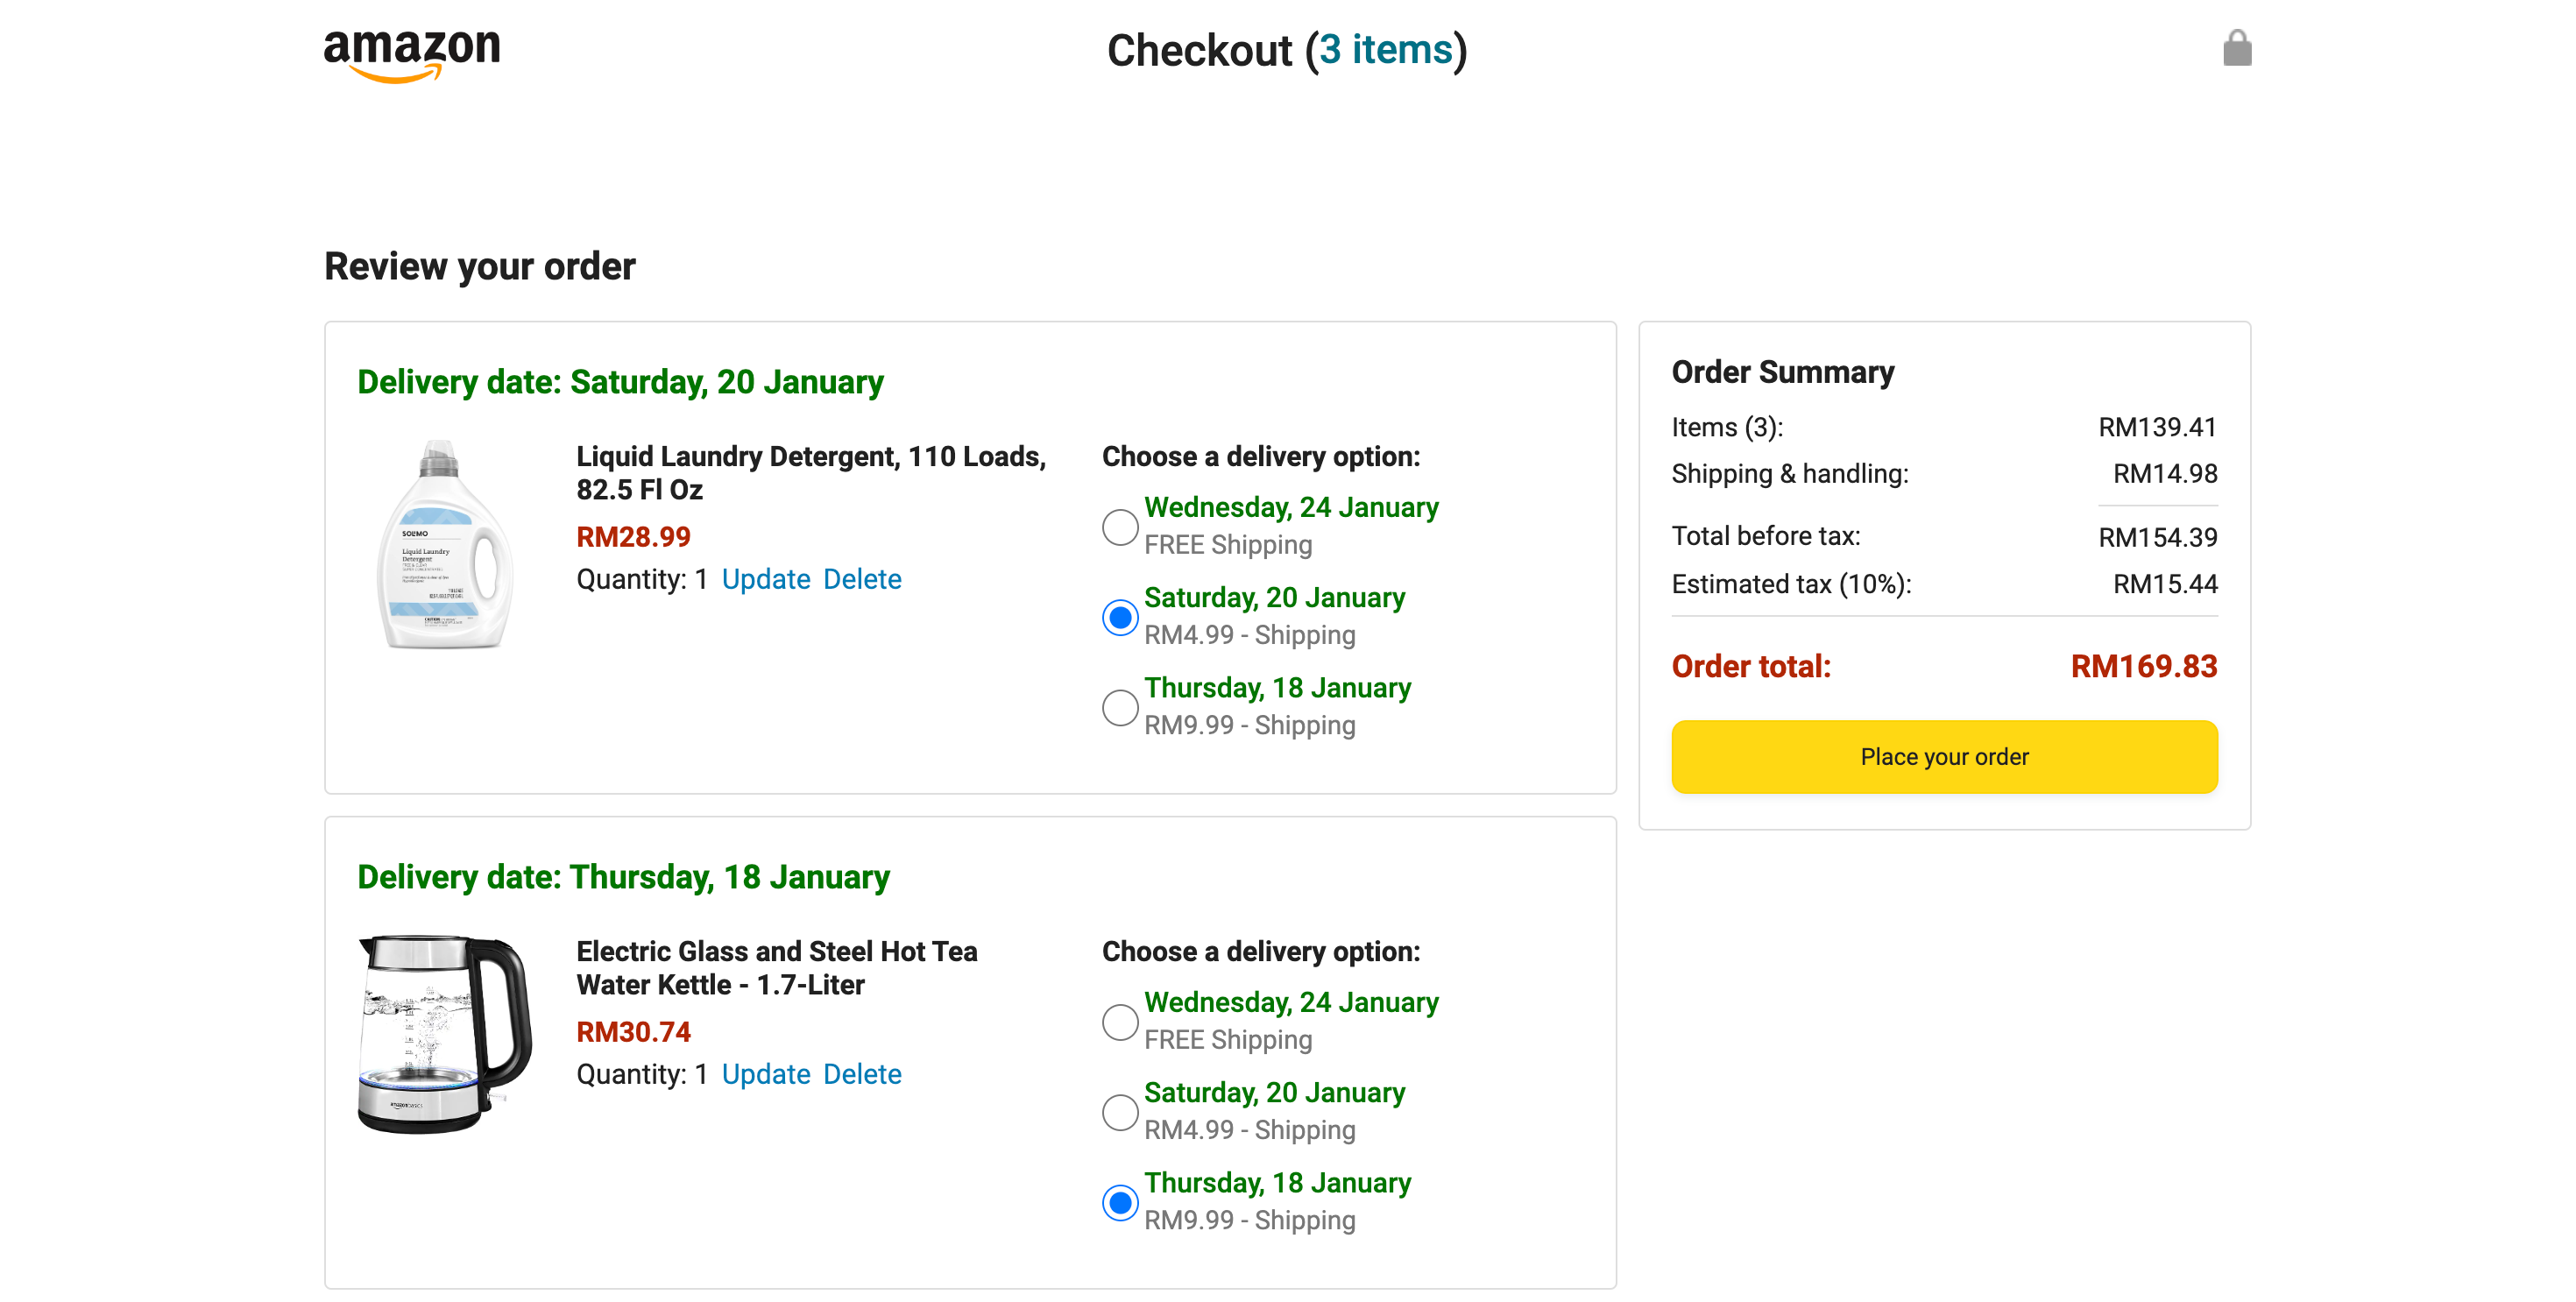 amazon
Checkout (3 items)
Review your order
Delivery date: Saturday, 20 January
SOLIMO
Liquid Laundry
Detergent
Liquid Laundry Detergent, 110 Loads,
82.5 Fl Oz
RM28.99
Quantity: 1 Update Delete
Choose a delivery option:
Wednesday, 24 January
FREE Shipping
Saturday, 20 January
RM4.99 - Shipping
Thursday, 18 January
RM9.99 - Shipping
Order Summary
Items (3): RM139.41
Shipping & handling: RM14.98
Total before tax: RM154.39
Estimated tax (10%): RM15.44
Order total: RM169.83
Place your order
Delivery date: Thursday, 18 January
amazonbasics
Electric Glass and Steel Hot Tea
Water Kettle - 1.7-Liter
RM30.74
Quantity: 1 Update Delete
Choose a delivery option:
Wednesday, 24 January
FREE Shipping
Saturday, 20 January
RM4.99 - Shipping
Thursday, 18 January
RM9.99 - Shipping